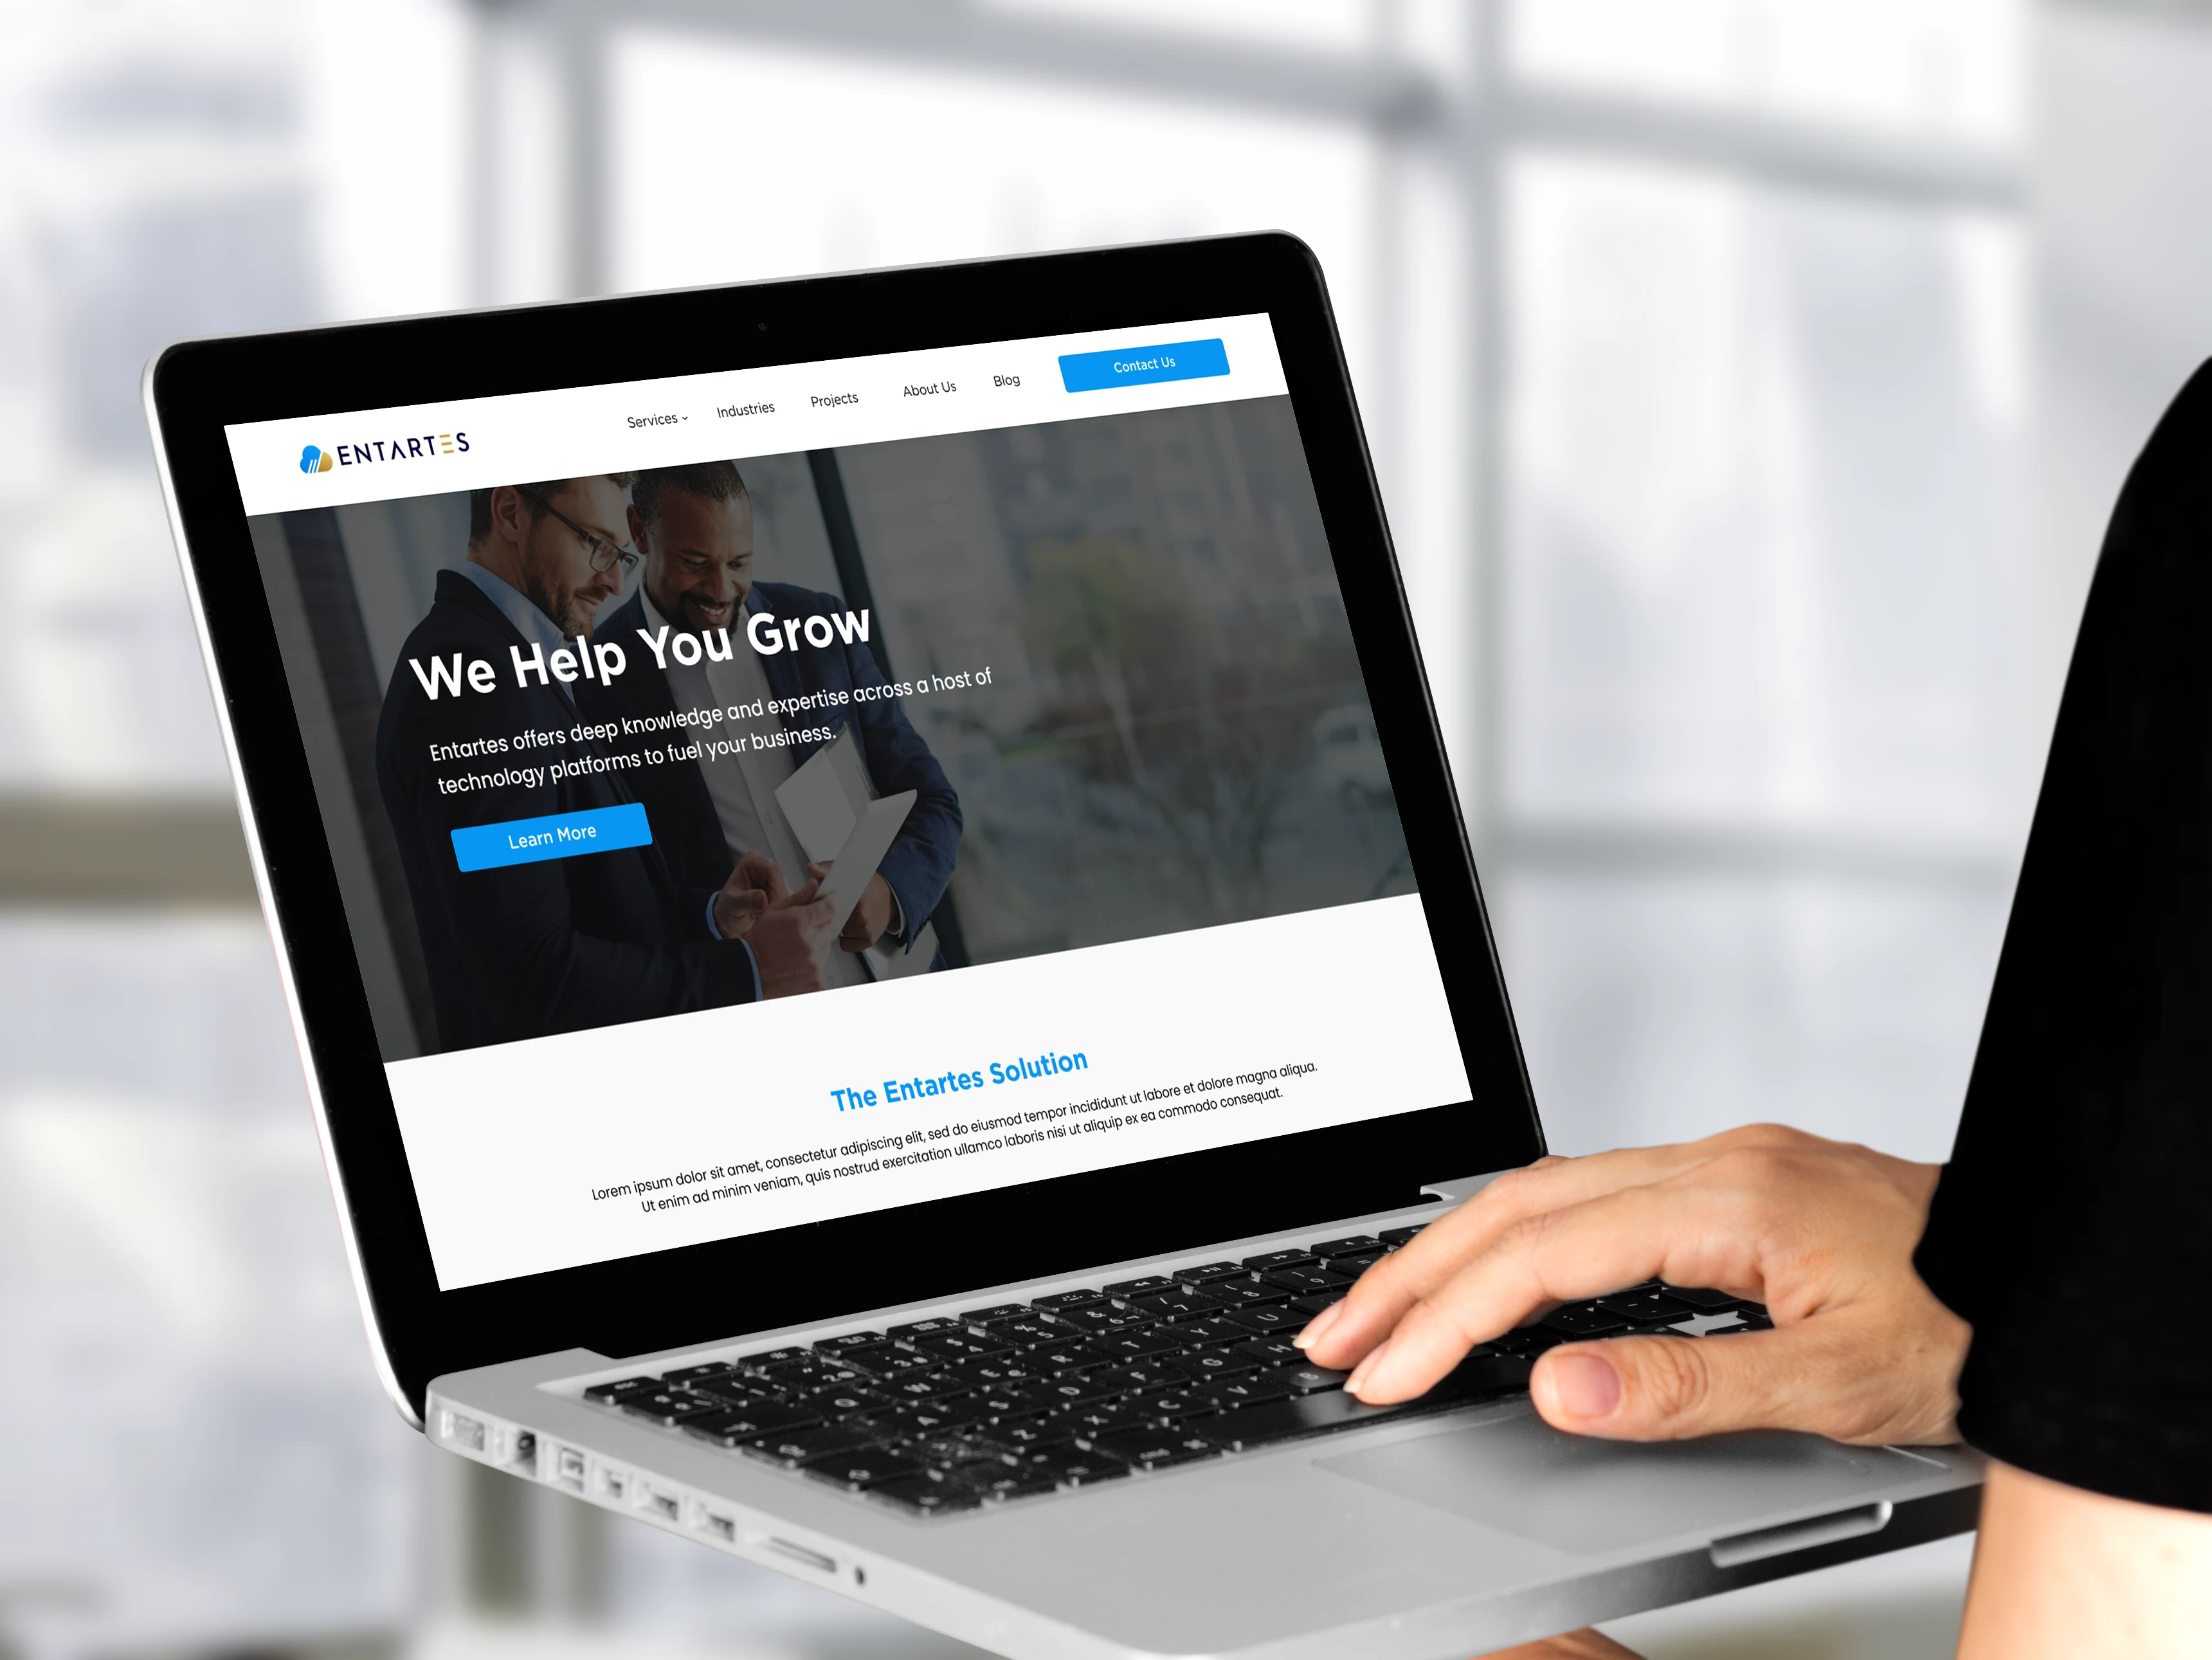 ENTARTES
Services Industries Projects About Us Blog Contact Us
We Help You Grow
Entartes offers deep knowledge and expertise across a host of
technology platforms to fuel your business.
Learn More
The Entartes Solution
Lorem ipsum dolor sit amet, consectetur adipiscing elit, sed do eiusmod tempor incididunt ut labore et dolore magna aliqua.
Ut enim ad minim veniam, quis nostrud exercitation ullamco laboris nisi ut aliquip ex ea commodo consequat.
Q W E R T Y U
A S D F G H
Z X C V B